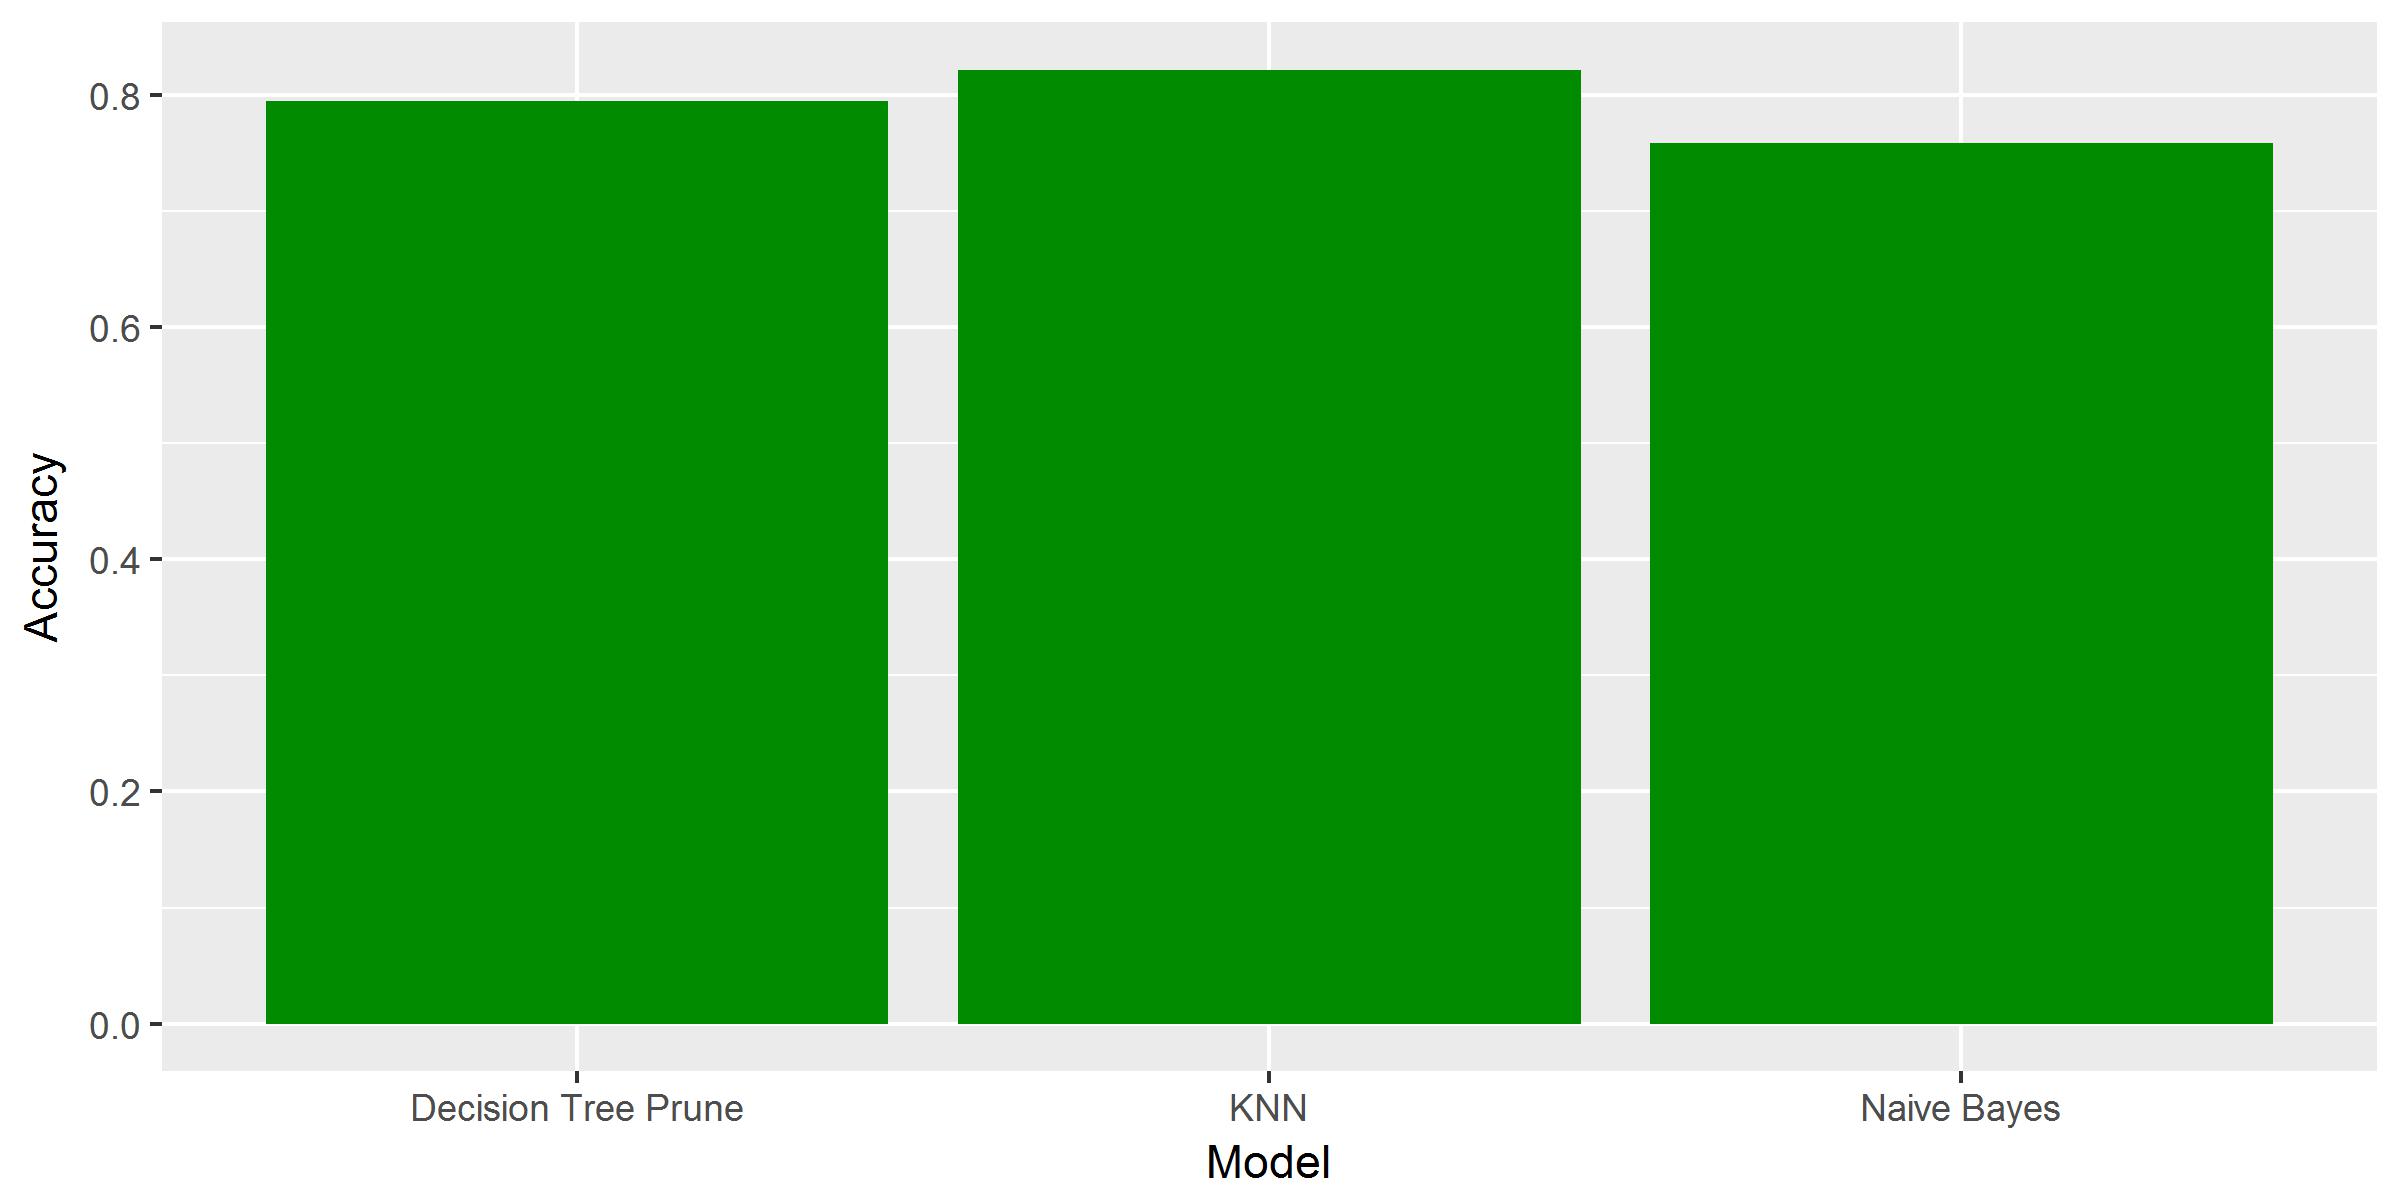 Accuracy
0.8
0.6
0.4
0.2
0.0
Decision Tree Prune
KNN
Naive Bayes
Model